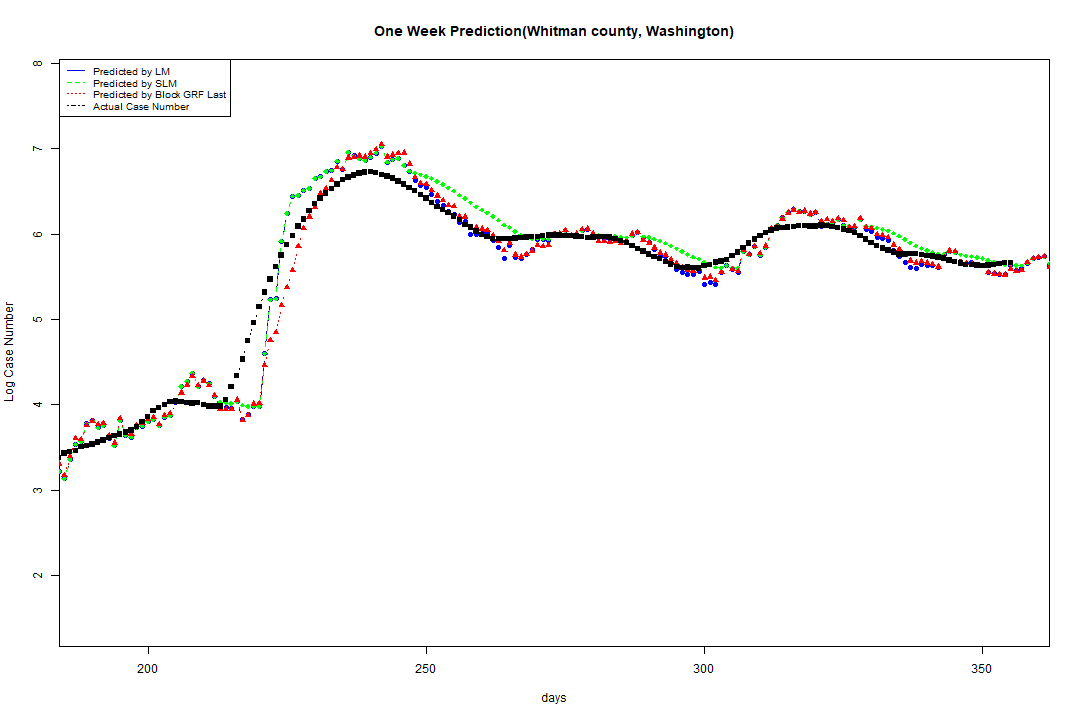 One Week Prediction(Whitman county, Washington)
Predicted by LM
Predicted by SLM
Predicted by Block GRF Last
Actual Case Number
Log Case Number
8
7
6
5
4
3
2
200
250
300
350
days